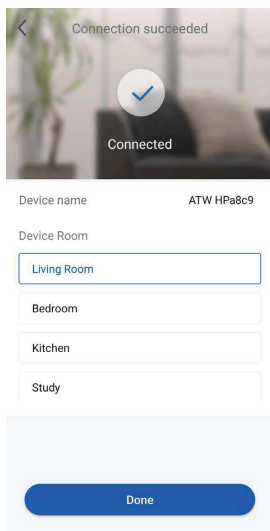 Connection succeeded
Connected
Device name ATW HPa8c9
Device Room
Living Room
Bedroom
Kitchen
Study
Done